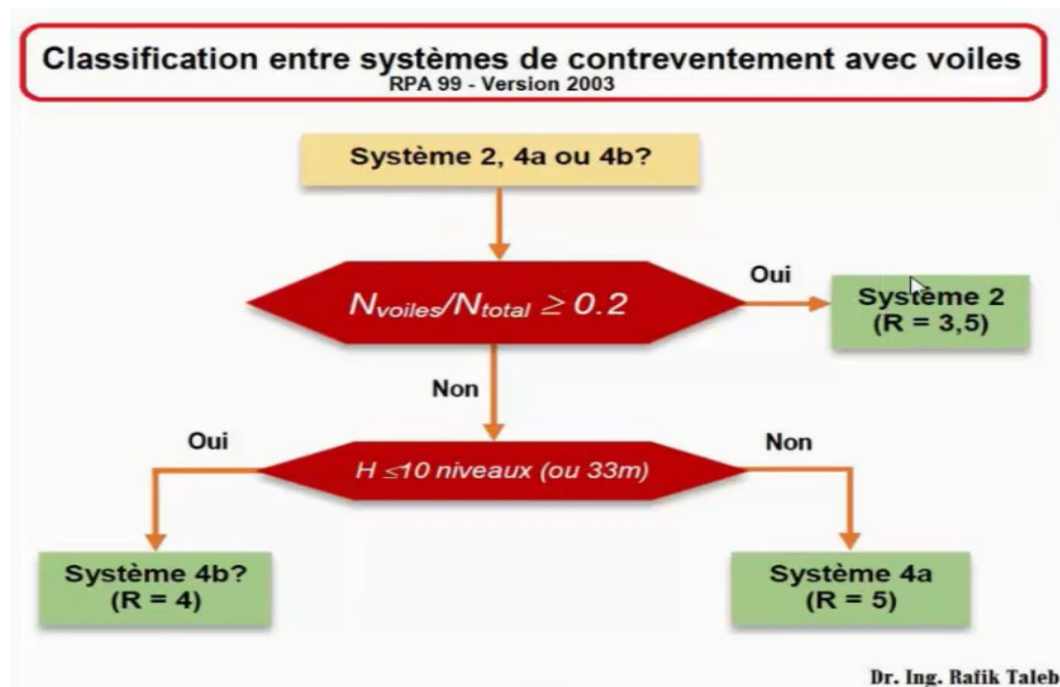 Classification entre systèmes de contreventement avec voiles
RPA 99 - Version 2003
Système 2, 4a ou 4b?
Nvoiles/Ntotal ≥ 0.2
Oui
Système 2
(R = 3,5)
Non
Oui
H ≤10 niveaux (ou 33m)
Non
Système 4b?
(R = 4)
Système 4a
(R = 5)
Dr. Ing. Rafik Taleb